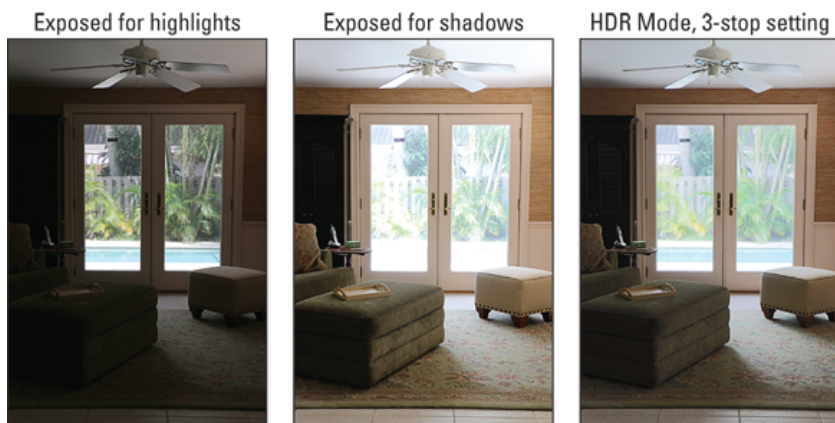 Exposed for highlights
Exposed for shadows
HDR Mode, 3-stop setting